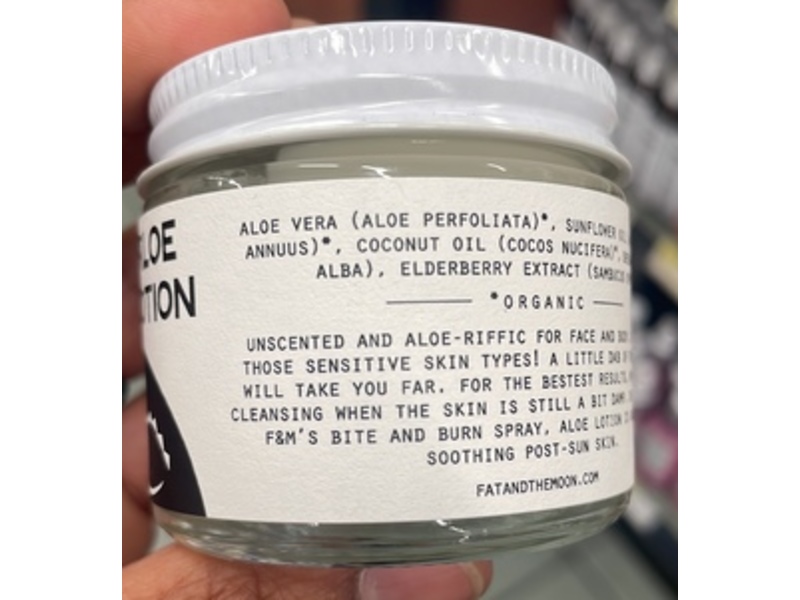 LOE
OTION
ALOE VERA (ALOE PERFOLIATA)*, SUNFLOWER
ANNUUS)*, COCONUT OIL (COCOS NUCIFERA)*,
ALBA), ELDERBERRY EXTRACT (SAMBUCUS
*ORGANIC
UNSCENTED AND ALOE-RIFFIC FOR FACE AND BODY
THOSE SENSITIVE SKIN TYPES! A LITTLE DAB
WILL TAKE YOU FAR. FOR THE BESTEST RESULTS,
CLEANSING WHEN THE SKIN IS STILL A BIT DAMP.
F&M'S BITE AND BURN SPRAY, ALOE LOTION
SOOTHING POST-SUN SKIN.
FATANDTHEMOON.COM